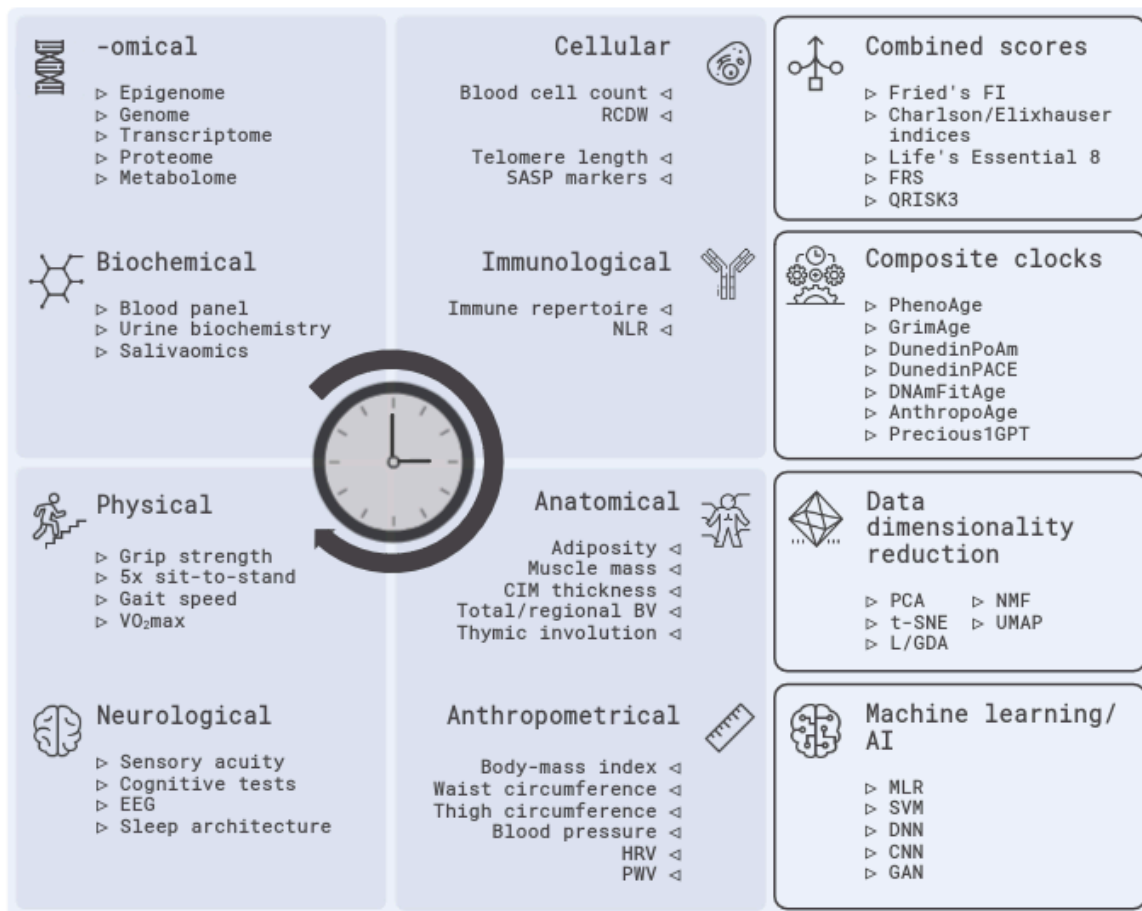 -omical
▷ Epigenome
▷ Genome
▷ Transcriptome
▷ Proteome
▷ Metabolome
Cellular
Blood cell count ◁
RCDW ◁
Telomere length ◁
SASP markers ◁
Combined scores
▷ Fried's FI
▷ Charlson/Elixhauser
indices
▷ Life's Essential 8
▷ FRS
▷ QRISK3
Biochemical
▷ Blood panel
▷ Urine biochemistry
▷ Salivaomics
Immunological
Immune repertoire ◁
NLR ◁
Composite clocks
▷ PhenoAge
▷ GrimAge
▷ DunedinPoAm
▷ DunedinPACE
▷ DNAmFitAge
▷ AnthropoAge
▷ Precious1GPT
Physical
▷ Grip strength
▷ 5x sit-to-stand
▷ Gait speed
▷ VO₂max
Anatomical
Adiposity ◁
Muscle mass ◁
CIM thickness ◁
Total/regional BV ◁
Thymic involution ◁
Data
dimensionality
reduction
▷ PCA ▷ NMF
▷ t-SNE ▷ UMAP
▷ L/GDA
Neurological
▷ Sensory acuity
▷ Cognitive tests
▷ EEG
▷ Sleep architecture
Anthropometrical
Body-mass index ◁
Waist circumference ◁
Thigh circumference ◁
Blood pressure ◁
HRV ◁
PWV ◁
Machine learning/
AI
▷ MLR
▷ SVM
▷ DNN
▷ CNN
▷ GAN